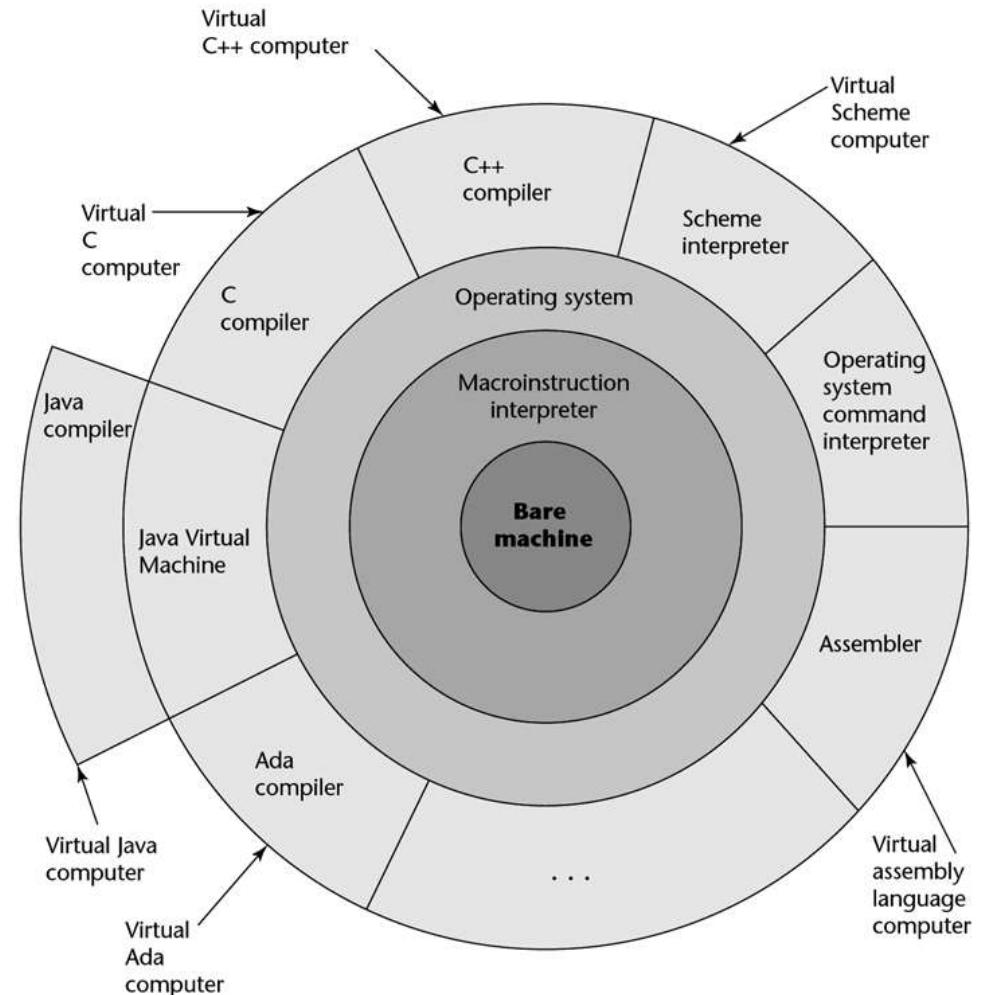 Virtual
C++ computer
Virtual
Scheme
computer
C++
compiler
Scheme
interpreter
Virtual
C
computer
C
compiler
Operating system
Operating
system
command
interpreter
Macroinstruction
interpreter
Java
compiler
Bare
machine
Java Virtual
Machine
Assembler
Ada
compiler
Virtual Java
computer
. . .
Virtual
assembly
language
computer
Virtual
Ada
computer